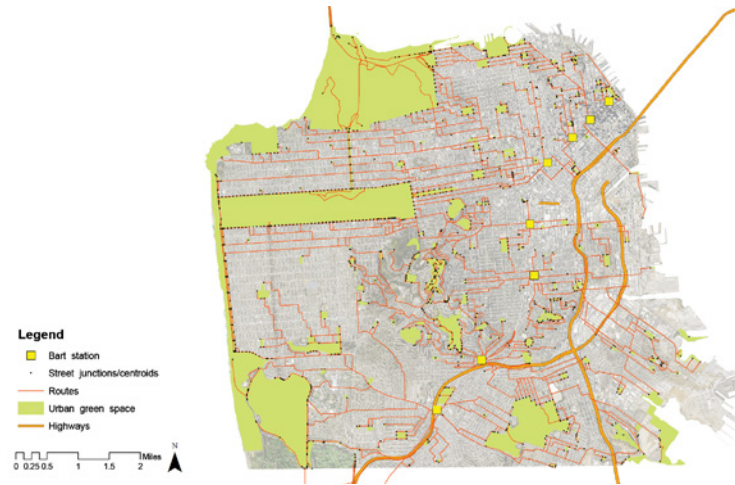 Legend
Bart station
Street junctions/centroids
Routes
Urban green space
Highways
N
Miles
0 0.25 0.5 1 1.5 2